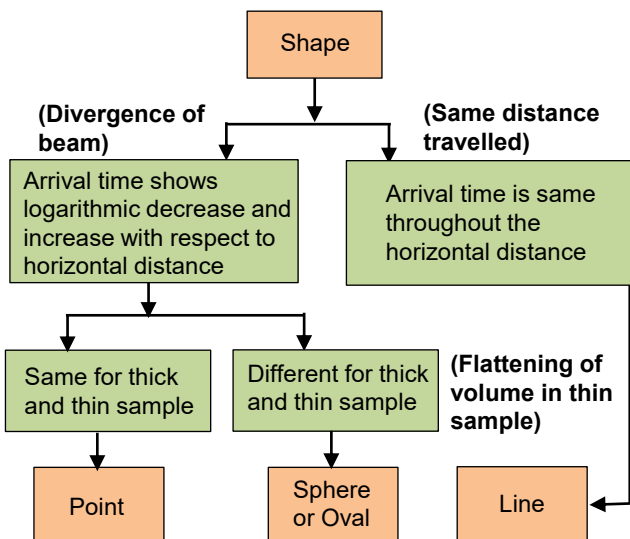 Shape
(Divergence of
beam)
(Same distance
travelled)
Arrival time shows
logarithmic decrease and
increase with respect to
horizontal distance
Arrival time is same
throughout the
horizontal distance
Same for thick
and thin sample
Different for thick
and thin sample
(Flattening of
volume in thin
sample)
Point
Sphere
or Oval
Line